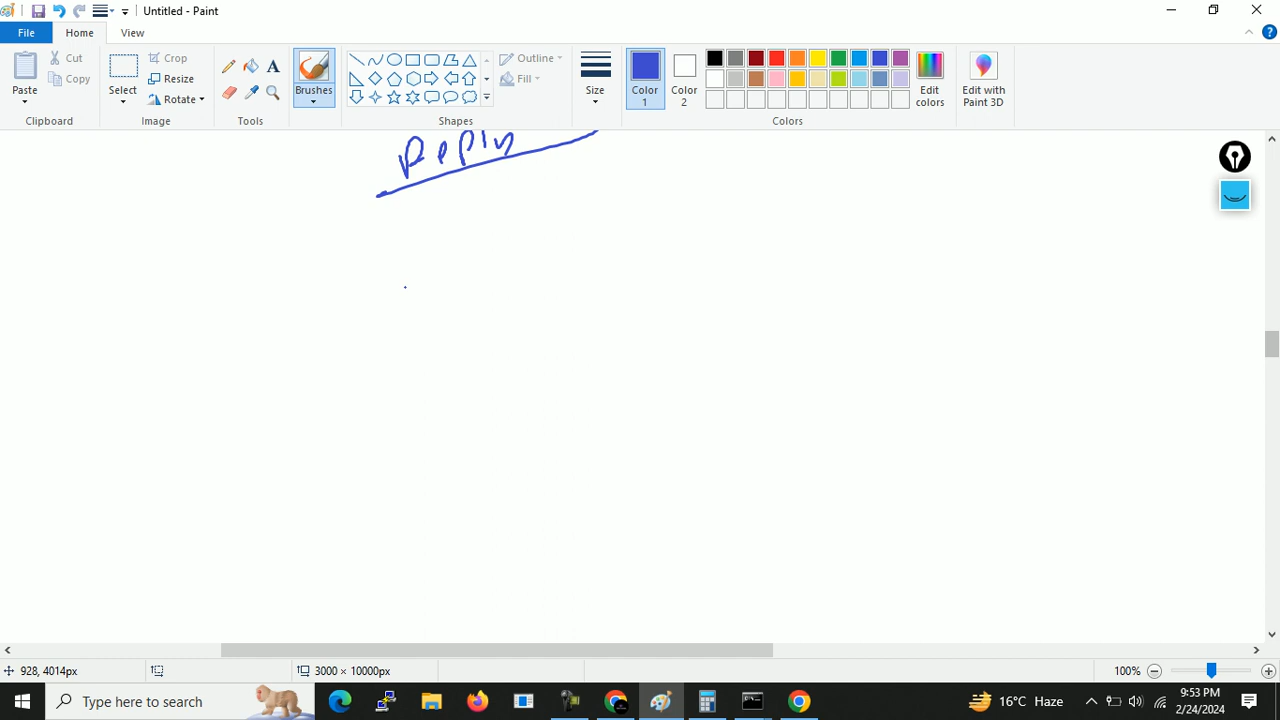 Untitled - Paint
File Home View
Paste
Cut
Copy
Clipboard
Select
Crop
Resize
Rotate
Image
Tools
Brushes
Shapes
Outline
Fill
Size
Color 1
Color 2
Edit colors
Colors
Edit with Paint 3D
Reply
928, 4014px
3000 × 10000px
100%
Type here to search
16°C Haze
9:53 PM
2/24/2024